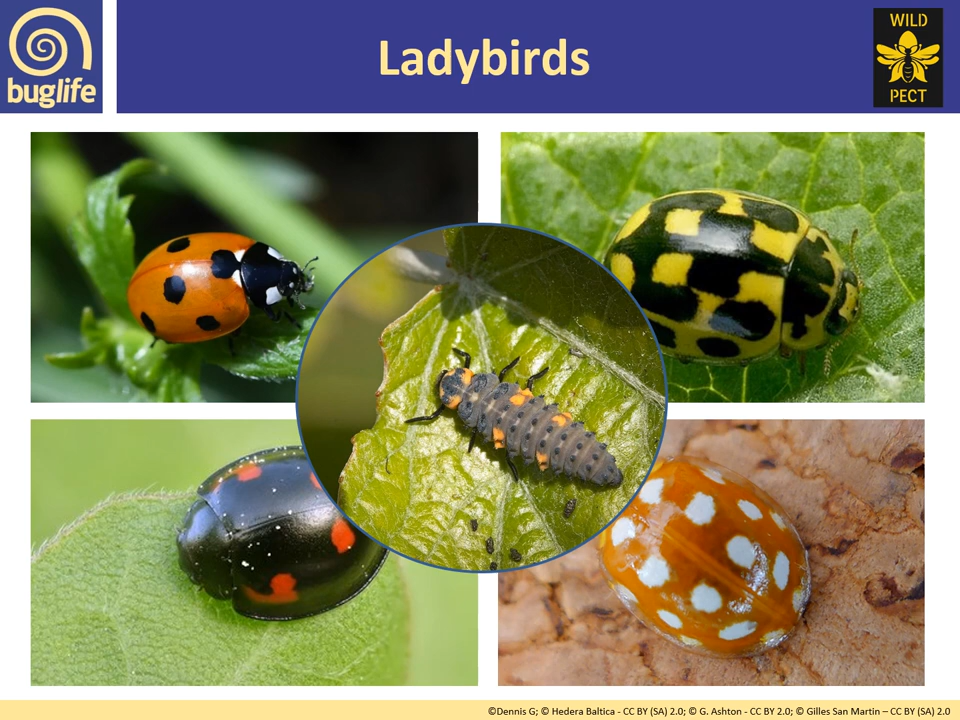 buglife
Ladybirds
WILD
PECT
©Dennis G; © Hedera Baltica - CC BY (SA) 2.0; © G. Ashton - CC BY 2.0; © Gilles San Martin – CC BY (SA) 2.0